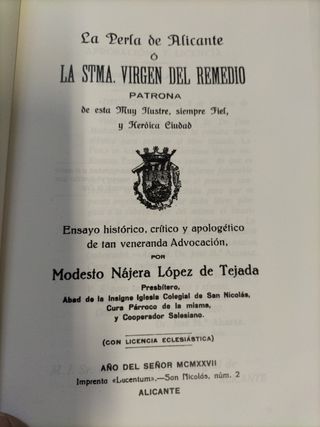 La Perla de Alicante
Ó
LA STMA. VIRGEN DEL REMEDIO
PATRONA
de esta Muy Ilustre, siempre Fiel,
y Heróica Ciudad
Ensayo histórico, crítico y apologético
de tan veneranda Advocación,
POR
Modesto Nájera López de Tejada
Presbítero,
Abad de la Insigne Iglesia Colegial de San Nicolás,
Cura Párroco de la misma,
y Cooperador Salesiano.
(CON LICENCIA ECLESIÁSTICA)
AÑO DEL SEÑOR MCMXXVII
Imprenta «Lucentum»,—San Nicolás, núm. 2
ALICANTE